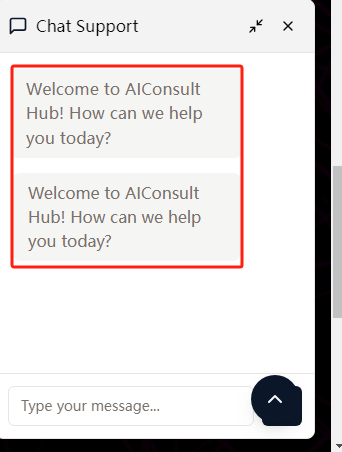 Chat Support
Welcome to AIConsult
Hub! How can we help
you today?
Welcome to AIConsult
Hub! How can we help
you today?
Type your message...